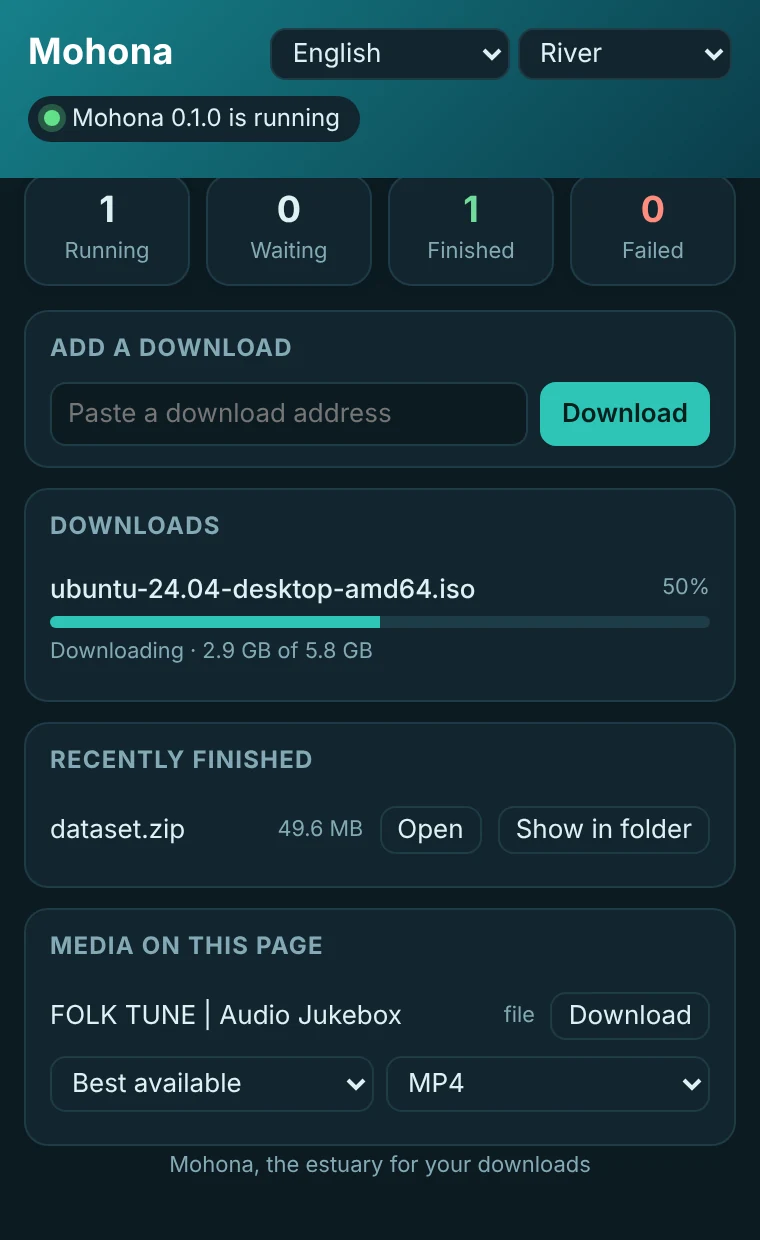 Mohona
English
River
Mohona 0.1.0 is running
1
0
1
0
Running
Waiting
Finished
Failed
ADD A DOWNLOAD
Paste a download address
Download
DOWNLOADS
ubuntu-24.04-desktop-amd64.iso
50%
Downloading · 2.9 GB of 5.8 GB
RECENTLY FINISHED
dataset.zip
49.6 MB
Open
Show in folder
MEDIA ON THIS PAGE
FOLK TUNE | Audio Jukebox
file
Download
Best available
MP4
Mohona, the estuary for your downloads